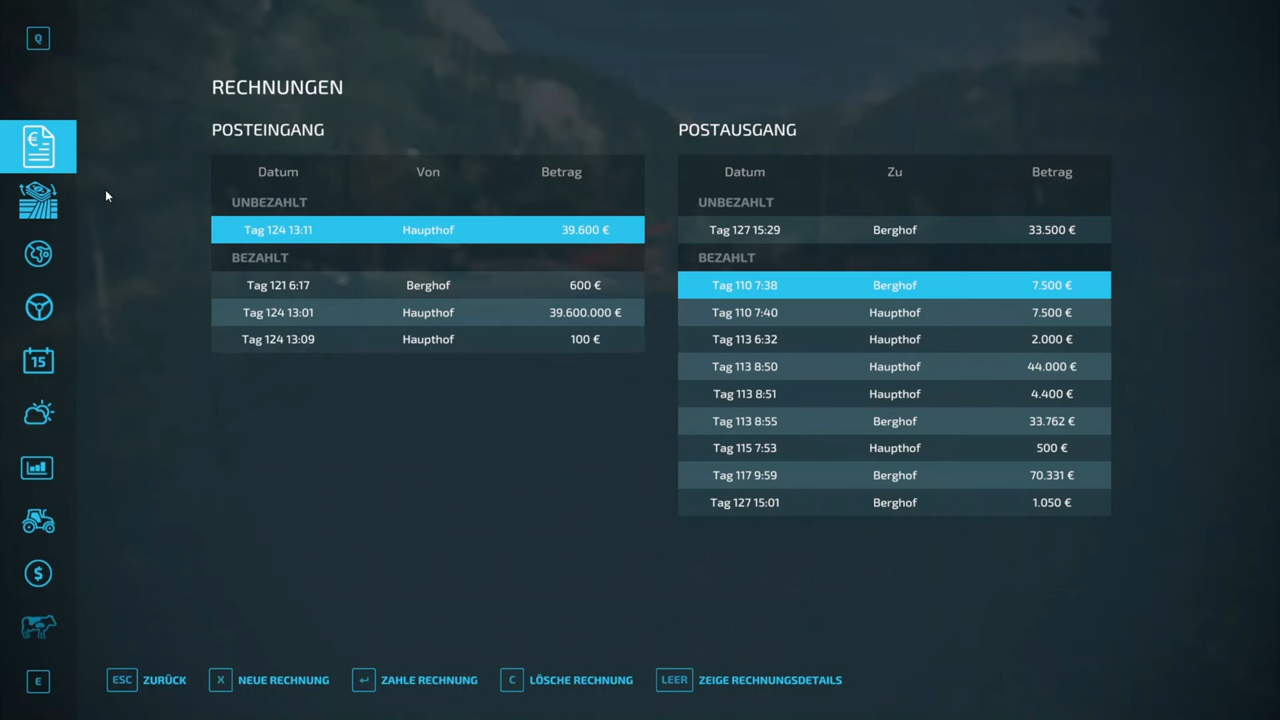 Q
RECHNUNGEN
POSTEINGANG
Datum Von Betrag
UNBEZAHLT
Tag 124 13:11 Haupthof 39.600 €
BEZAHLT
Tag 121 6:17 Berghof 600 €
Tag 124 13:01 Haupthof 39.600.000 €
Tag 124 13:09 Haupthof 100 €
POSTAUSGANG
Datum Zu Betrag
UNBEZAHLT
Tag 127 15:29 Berghof 33.500 €
BEZAHLT
Tag 110 7:38 Berghof 7.500 €
Tag 110 7:40 Haupthof 7.500 €
Tag 113 6:32 Haupthof 2.000 €
Tag 113 8:50 Haupthof 44.000 €
Tag 113 8:51 Haupthof 4.400 €
Tag 113 8:55 Berghof 33.762 €
Tag 115 7:53 Haupthof 500 €
Tag 117 9:59 Berghof 70.331 €
Tag 127 15:01 Berghof 1.050 €
€
15
$
E
ESC ZURÜCK X NEUE RECHNUNG ↵ ZAHLE RECHNUNG C LÖSCHE RECHNUNG LEER ZEIGE RECHNUNGSDETAILS